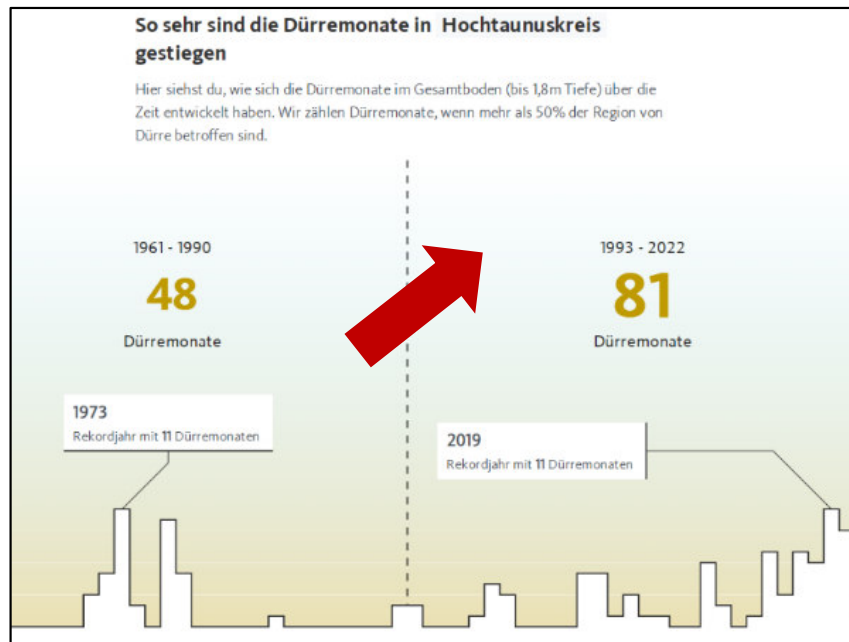 So sehr sind die Dürremonate in Hochtaunuskreis
gestiegen
Hier siehst du, wie sich die Dürremonate im Gesamtboden (bis 1,8m Tiefe) über die
Zeit entwickelt haben. Wir zählen Dürremonate, wenn mehr als 50% der Region von
Dürre betroffen sind.
1961 - 1990
48
Dürremonate
1993 - 2022
81
Dürremonate
1973
Rekordjahr mit 11 Dürremonaten
2019
Rekordjahr mit 11 Dürremonaten